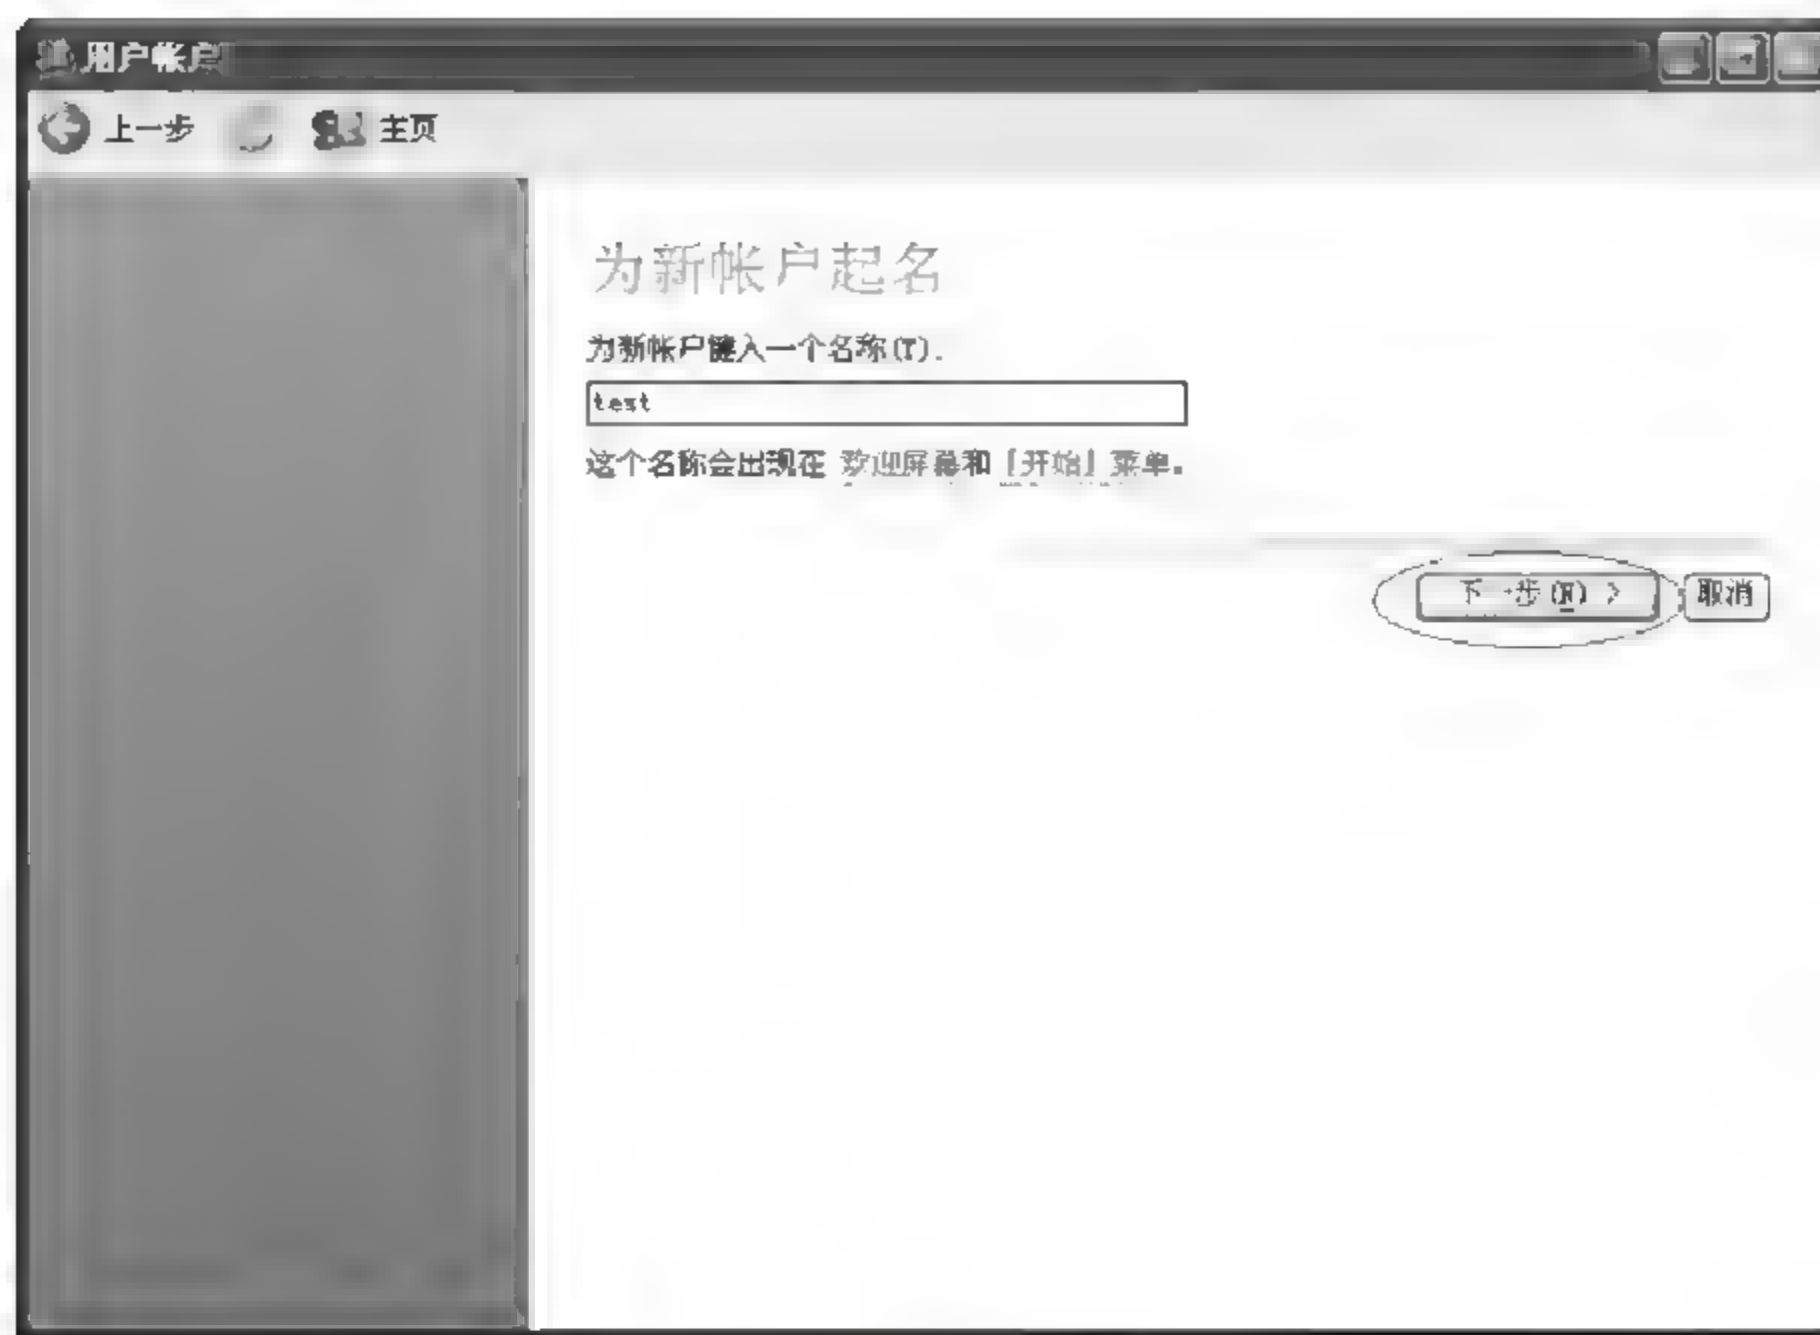 用户帐户
上一步 主页
为新帐户起名
为新帐户键入一个名称(T).
test
这个名称会出现在 欢迎屏幕和 [开始] 菜单。
下一步(N) > 取消